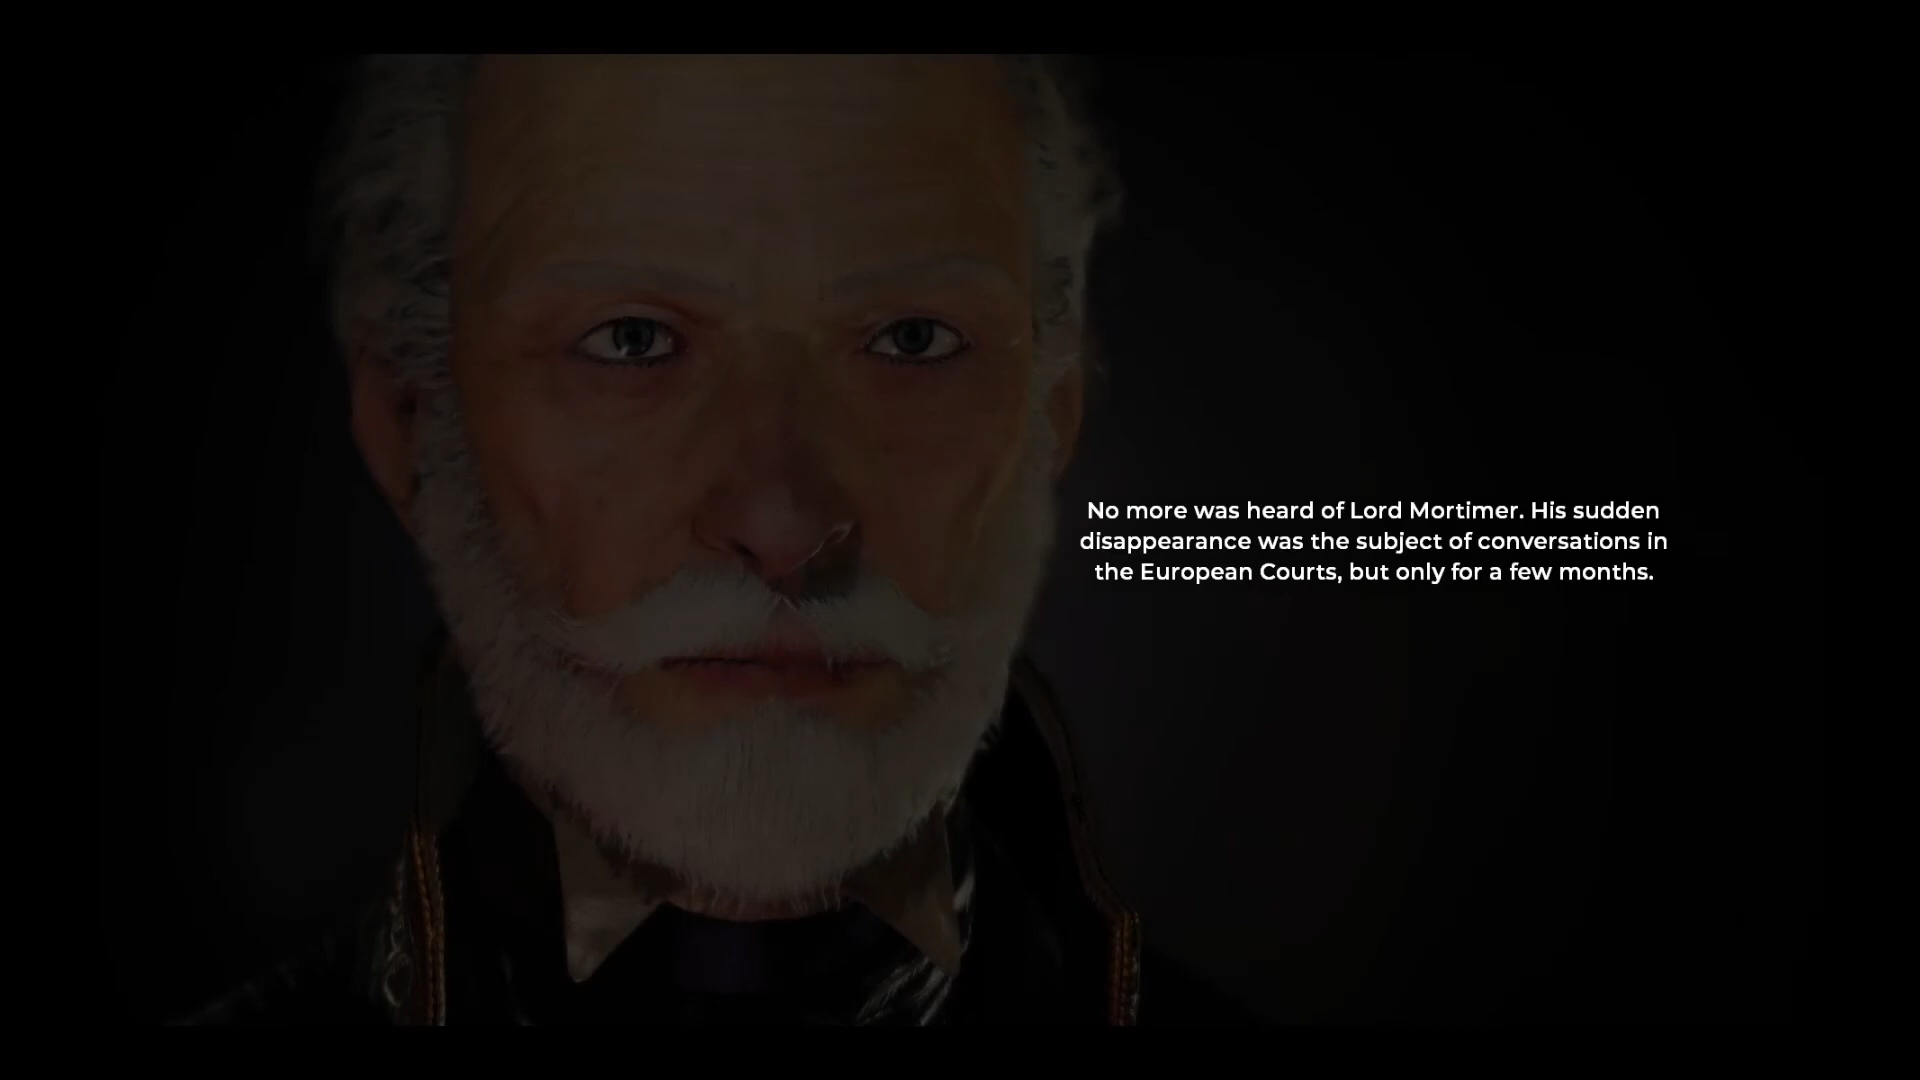 No more was heard of Lord Mortimer. His sudden
disappearance was the subject of conversations in
the European Courts, but only for a few months.